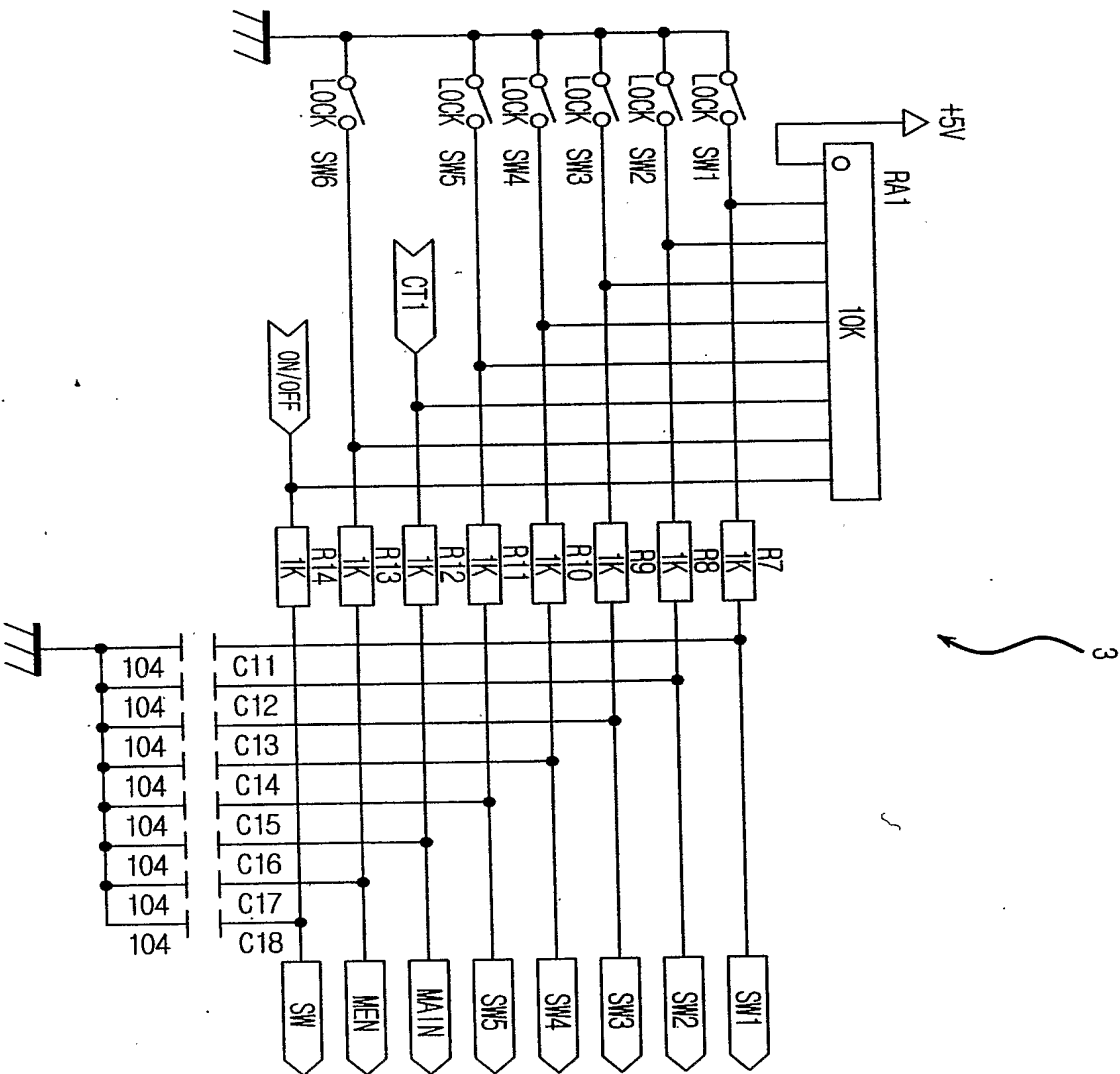 3
+5V
RA1
10K
LOCK SW1
LOCK SW2
LOCK SW3
LOCK SW4
LOCK SW5
LOCK SW6
CT1
ON/OFF
R7
1K
R8
1K
R9
1K
R10
1K
R11
1K
R12
1K
R13
1K
R14
1K
104 C11
104 C12
104 C13
104 C14
104 C15
104 C16
104 C17
104 C18
SW1
SW2
SW3
SW4
SW5
MAIN
MEN
SW